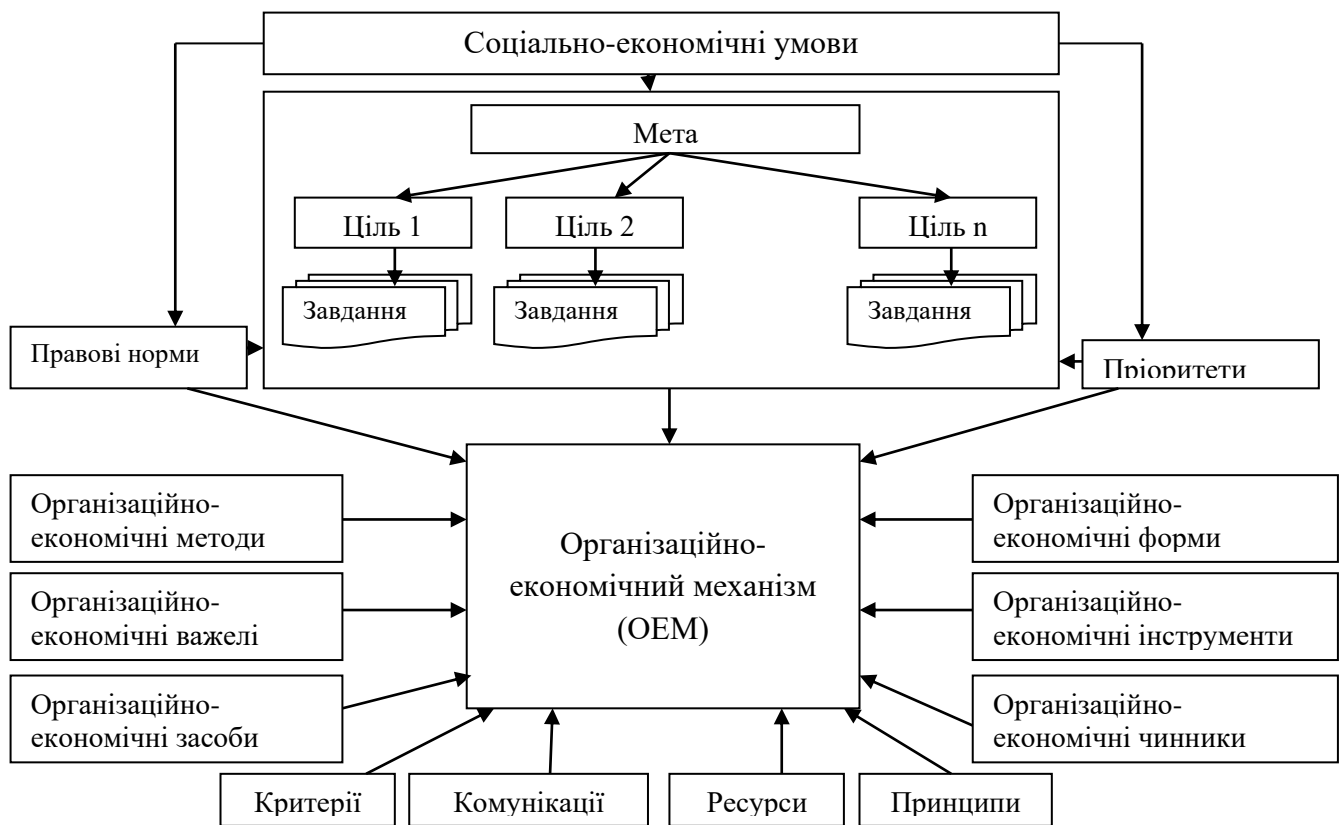 Соціально-економічні умови
Мета
Ціль 1
Ціль 2
Ціль n
Завдання
Завдання
Завдання
Правові норми
Пріоритети
Організаційно-
економічні методи
Організаційно-
економічні важелі
Організаційно-
економічні засоби
Організаційно-
економічний механізм
(ОЕМ)
Організаційно-
економічні форми
Організаційно-
економічні інструменти
Організаційно-
економічні чинники
Критерії
Комунікації
Ресурси
Принципи